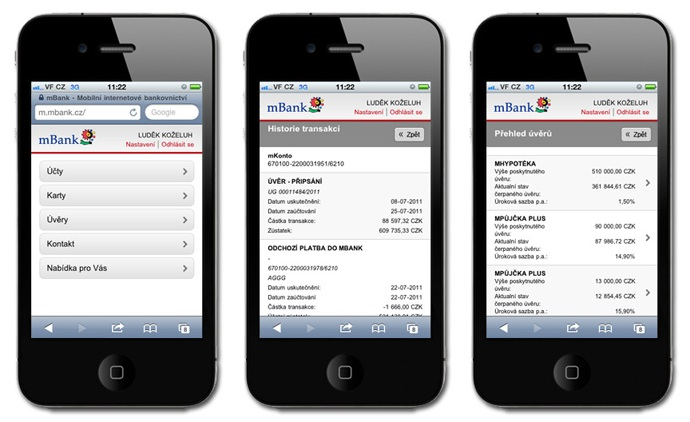 VF CZ 3G 11:22
mBank - Mobilní internetové bankovnictví
m.mbank.cz/ Google
mBank LUDĚK KOŽELUH
Nastavení | Odhlásit se
Účty
Karty
Úvěry
Kontakt
Nabídka pro Vás
VF CZ 3G 11:22
mBank LUDĚK KOŽELUH
Nastavení | Odhlásit se
Historie transakcí « Zpět
mKonto
670100-2200031951/6210
ÚVĚR - PŘIPSÁNÍ
UG 00011484/2011
Datum uskutečnění: 08-07-2011
Datum zaúčtování 25-07-2011
Částka transakce: 88 597,32 CZK
Zůstatek: 609 735,33 CZK
ODCHOZÍ PLATBA DO MBANK
-
670100-2200031978/6210
AGGG
Datum uskutečnění: 22-07-2011
Datum zaúčtování 22-07-2011
Částka transakce: -1 666,00 CZK
VF CZ 3G 11:22
mBank LUDĚK KOŽELUH
Nastavení | Odhlásit se
Přehled úvěrů « Zpět
MHYPOTÉKA
Výše poskytnutého 510 000,00 CZK
úvěru:
Aktuální stav 361 844,61 CZK
čerpaného úvěru:
Úroková sazba p.a.: 1,50%
MPŮJČKA PLUS
Výše poskytnutého 90 000,00 CZK
úvěru:
Aktuální stav 87 986,72 CZK
čerpaného úvěru:
Úroková sazba p.a.: 14,90%
MPŮJČKA PLUS
Výše poskytnutého 13 000,00 CZK
úvěru:
Aktuální stav 12 854,45 CZK
čerpaného úvěru:
Úroková sazba p.a.: 15,90%